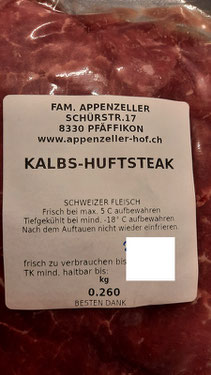 FAM. APPENZELLER
SCHÜRSTR.17
8330 PFÄFFIKON
www.appenzeller-hof.ch
KALBS-HUFTSTEAK
SCHWEIZER FLEISCH
Frisch bei max. 5 C aufbewahren
Tiefgekühlt bei mind. -18° C aufbewahren
Nach dem Auftauen nicht wieder einfrieren.
frisch zu verbrauchen bis
TK mind. haltbar bis:
kg
0.260
BESTEN DANK